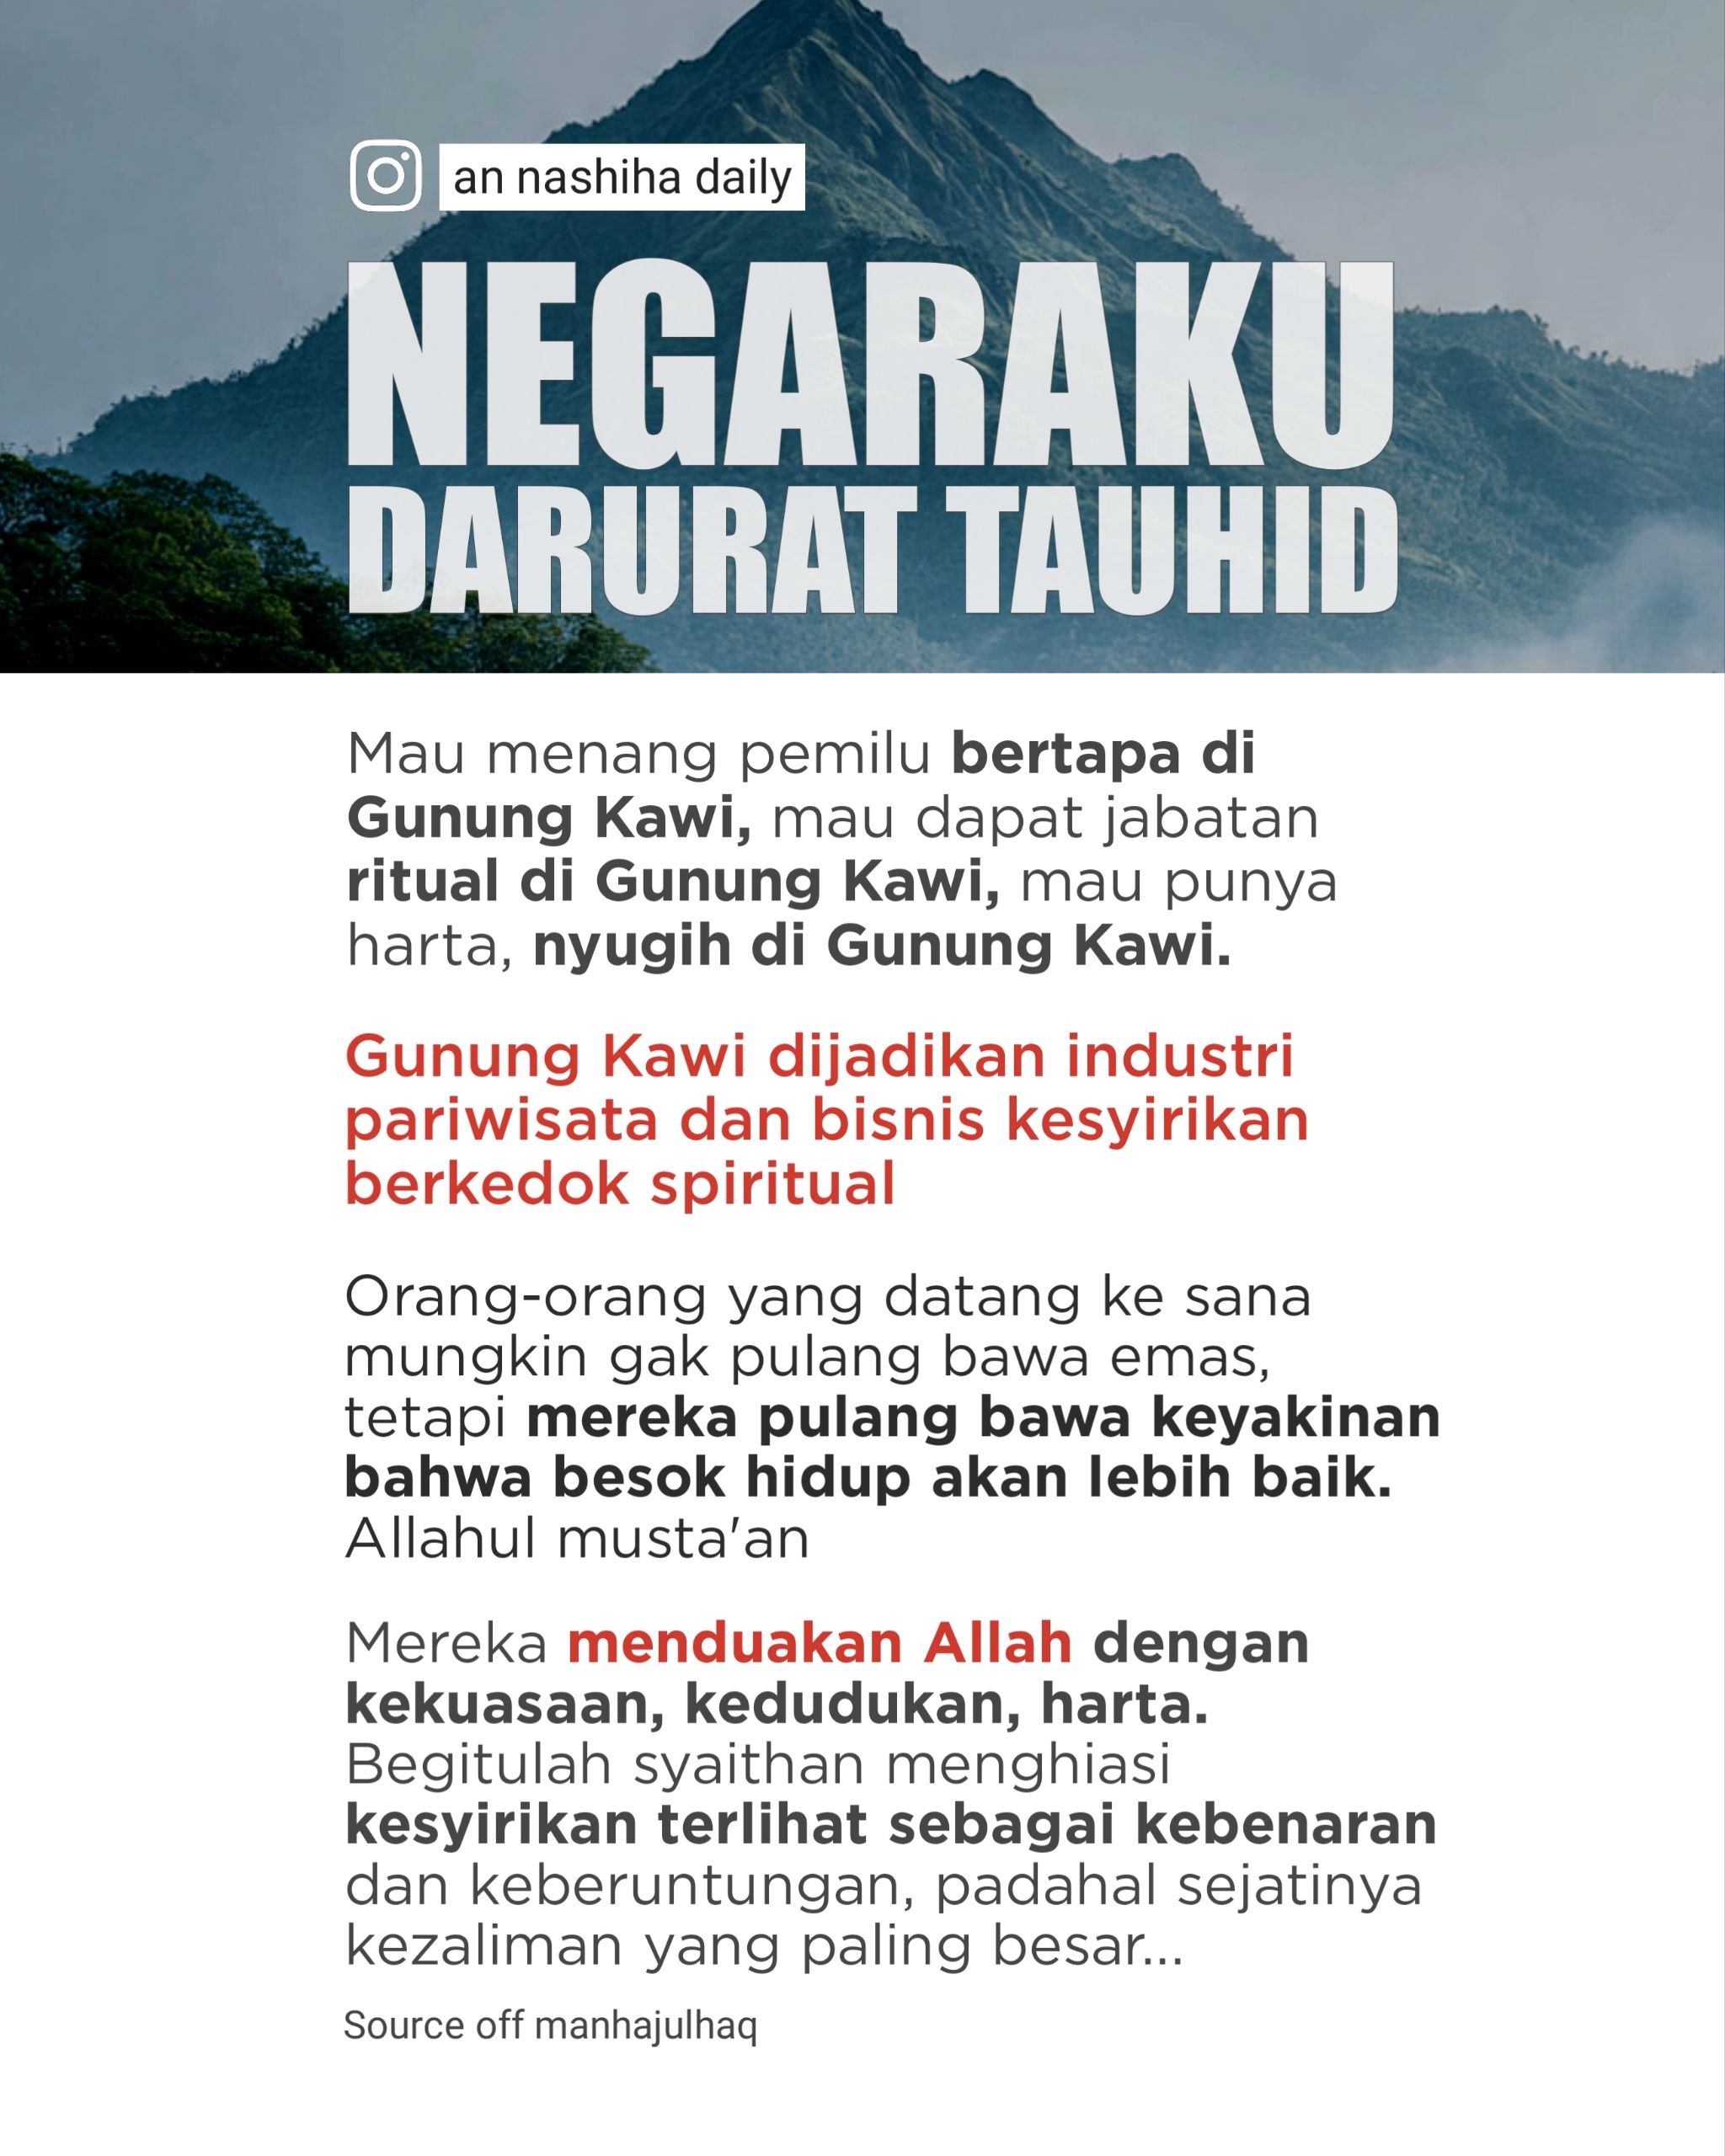 an nashiha daily
NEGARAKU
DARURAT TAUHID
Mau menang pemilu bertapa di
Gunung Kawi, mau dapat jabatan
ritual di Gunung Kawi, mau punya
harta, nyugih di Gunung Kawi.
Gunung Kawi dijadikan industri
pariwisata dan bisnis kesyirikan
berkedok spiritual
Orang-orang yang datang ke sana
mungkin gak pulang bawa emas,
tetapi mereka pulang bawa keyakinan
bahwa besok hidup akan lebih baik.
Allahul musta'an
Mereka menduakan Allah dengan
kekuasaan, kedudukan, harta.
Begitulah syaithan menghiasi
kesyirikan terlihat sebagai kebenaran
dan keberuntungan, padahal sejatinya
kezaliman yang paling besar...
Source off manhajulhaq